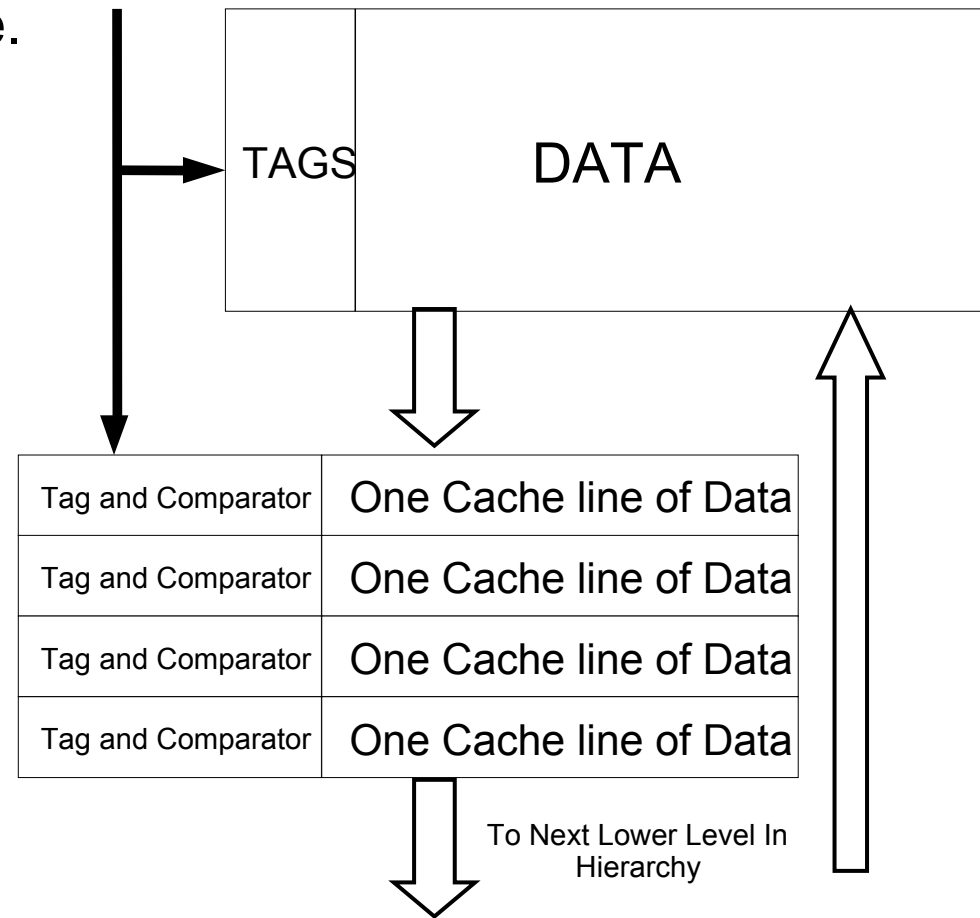 e.
TAGS
DATA
Tag and Comparator
One Cache line of Data
Tag and Comparator
One Cache line of Data
Tag and Comparator
One Cache line of Data
Tag and Comparator
One Cache line of Data
To Next Lower Level In
Hierarchy